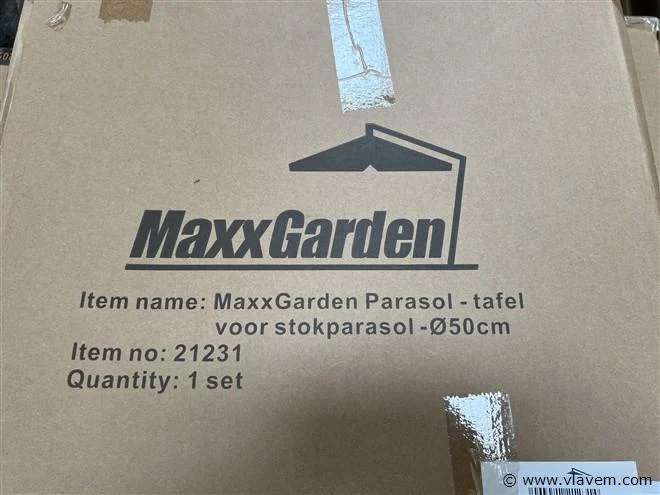 MaxxGarden
Item name: MaxxGarden Parasol - tafel
voor stokparasol -Ø50cm
Item no: 21231
Quantity: 1 set
© www.vlavem.com